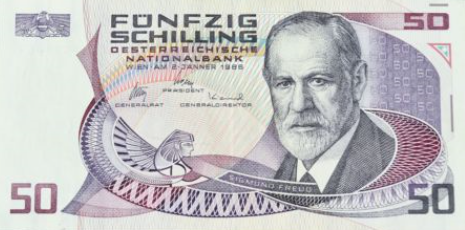 FÜNFZIG 50
SCHILLING
OESTERREICHISCHE
NATIONALBANK
WIEN AM 2. JÄNNER 1986
PRÄSIDENT
GENERALRAT GENERALDIREKTOR
SIGMUND FREUD
50 50